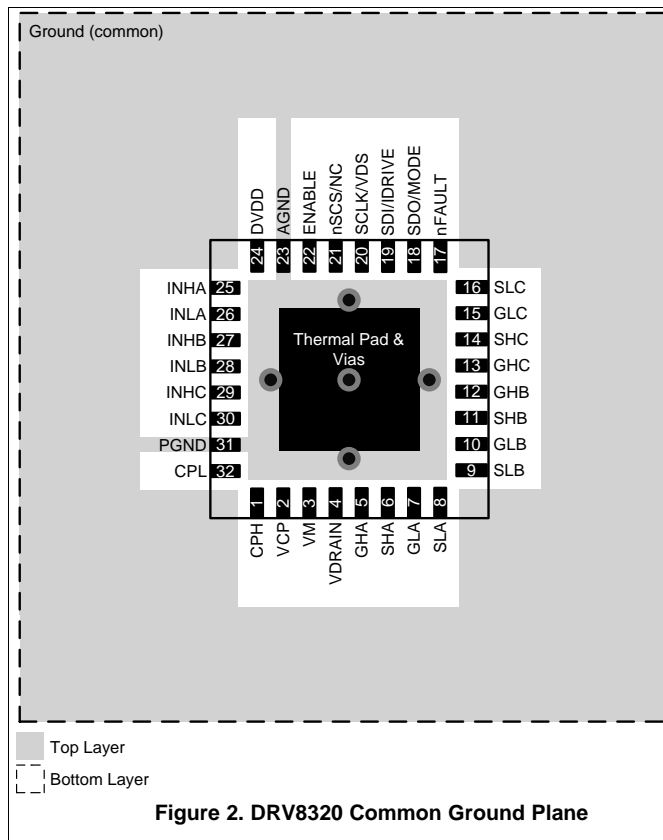 Ground (common)
DVDD
AGND
ENABLE
nSCS/NC
SCLK/VDS
SDI/IDRIVE
SDO/MODE
nFAULT
24
23
22
21
20
19
18
17
INHA 25
INLA 26
INHB 27
INLB 28
INHC 29
INLC 30
PGND 31
CPL 32
Thermal Pad &
Vias
16 SLC
15 GLC
14 SHC
13 GHC
12 GHB
11 SHB
10 GLB
9 SLB
1
2
3
4
5
6
7
8
CPH
VCP
VM
VDRAIN
GHA
SHA
GLA
SLA
Top Layer
Bottom Layer
Figure 2. DRV8320 Common Ground Plane